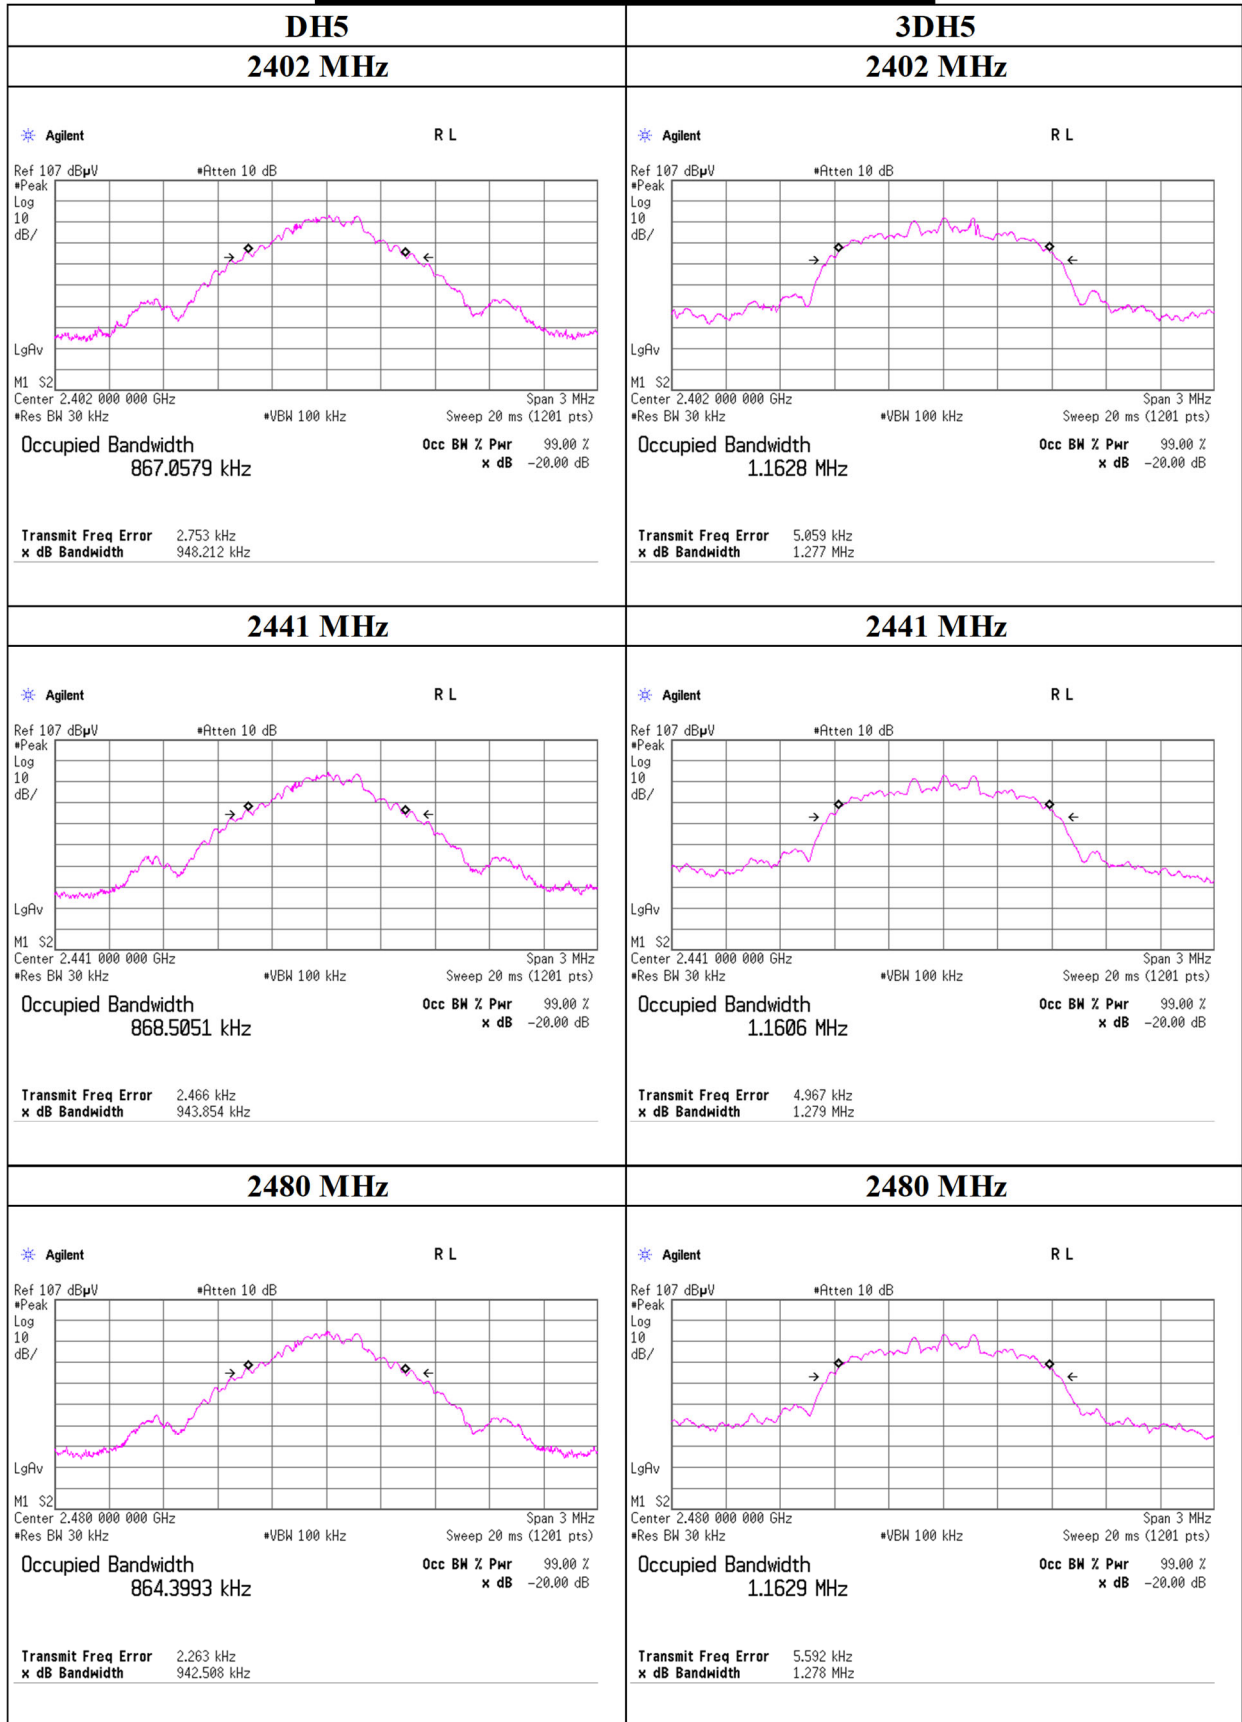 DH5 3DH5
2402 MHz 2402 MHz
Agilent R L
Ref 107 dBµV #Atten 10 dB
#Peak
Log
10
dB/
LgAv
M1 S2
Center 2.402 000 000 GHz Span 3 MHz
#Res BW 30 kHz #VBW 100 kHz Sweep 20 ms (1201 pts)
Occupied Bandwidth Occ BW % Pwr 99.00 %
867.0579 kHz x dB -20.00 dB
Transmit Freq Error 2.753 kHz
x dB Bandwidth 948.212 kHz
Agilent R L
Ref 107 dBµV #Atten 10 dB
#Peak
Log
10
dB/
LgAv
M1 S2
Center 2.402 000 000 GHz Span 3 MHz
#Res BW 30 kHz #VBW 100 kHz Sweep 20 ms (1201 pts)
Occupied Bandwidth Occ BW % Pwr 99.00 %
1.1628 MHz x dB -20.00 dB
Transmit Freq Error 5.059 kHz
x dB Bandwidth 1.277 MHz
2441 MHz 2441 MHz
Agilent R L
Ref 107 dBµV #Atten 10 dB
#Peak
Log
10
dB/
LgAv
M1 S2
Center 2.441 000 000 GHz Span 3 MHz
#Res BW 30 kHz #VBW 100 kHz Sweep 20 ms (1201 pts)
Occupied Bandwidth Occ BW % Pwr 99.00 %
868.5051 kHz x dB -20.00 dB
Transmit Freq Error 2.466 kHz
x dB Bandwidth 943.854 kHz
Agilent R L
Ref 107 dBµV #Atten 10 dB
#Peak
Log
10
dB/
LgAv
M1 S2
Center 2.441 000 000 GHz Span 3 MHz
#Res BW 30 kHz #VBW 100 kHz Sweep 20 ms (1201 pts)
Occupied Bandwidth Occ BW % Pwr 99.00 %
1.1606 MHz x dB -20.00 dB
Transmit Freq Error 4.967 kHz
x dB Bandwidth 1.279 MHz
2480 MHz 2480 MHz
Agilent R L
Ref 107 dBµV #Atten 10 dB
#Peak
Log
10
dB/
LgAv
M1 S2
Center 2.480 000 000 GHz Span 3 MHz
#Res BW 30 kHz #VBW 100 kHz Sweep 20 ms (1201 pts)
Occupied Bandwidth Occ BW % Pwr 99.00 %
864.3993 kHz x dB -20.00 dB
Transmit Freq Error 2.263 kHz
x dB Bandwidth 942.508 kHz
Agilent R L
Ref 107 dBµV #Atten 10 dB
#Peak
Log
10
dB/
LgAv
M1 S2
Center 2.480 000 000 GHz Span 3 MHz
#Res BW 30 kHz #VBW 100 kHz Sweep 20 ms (1201 pts)
Occupied Bandwidth Occ BW % Pwr 99.00 %
1.1629 MHz x dB -20.00 dB
Transmit Freq Error 5.592 kHz
x dB Bandwidth 1.278 MHz